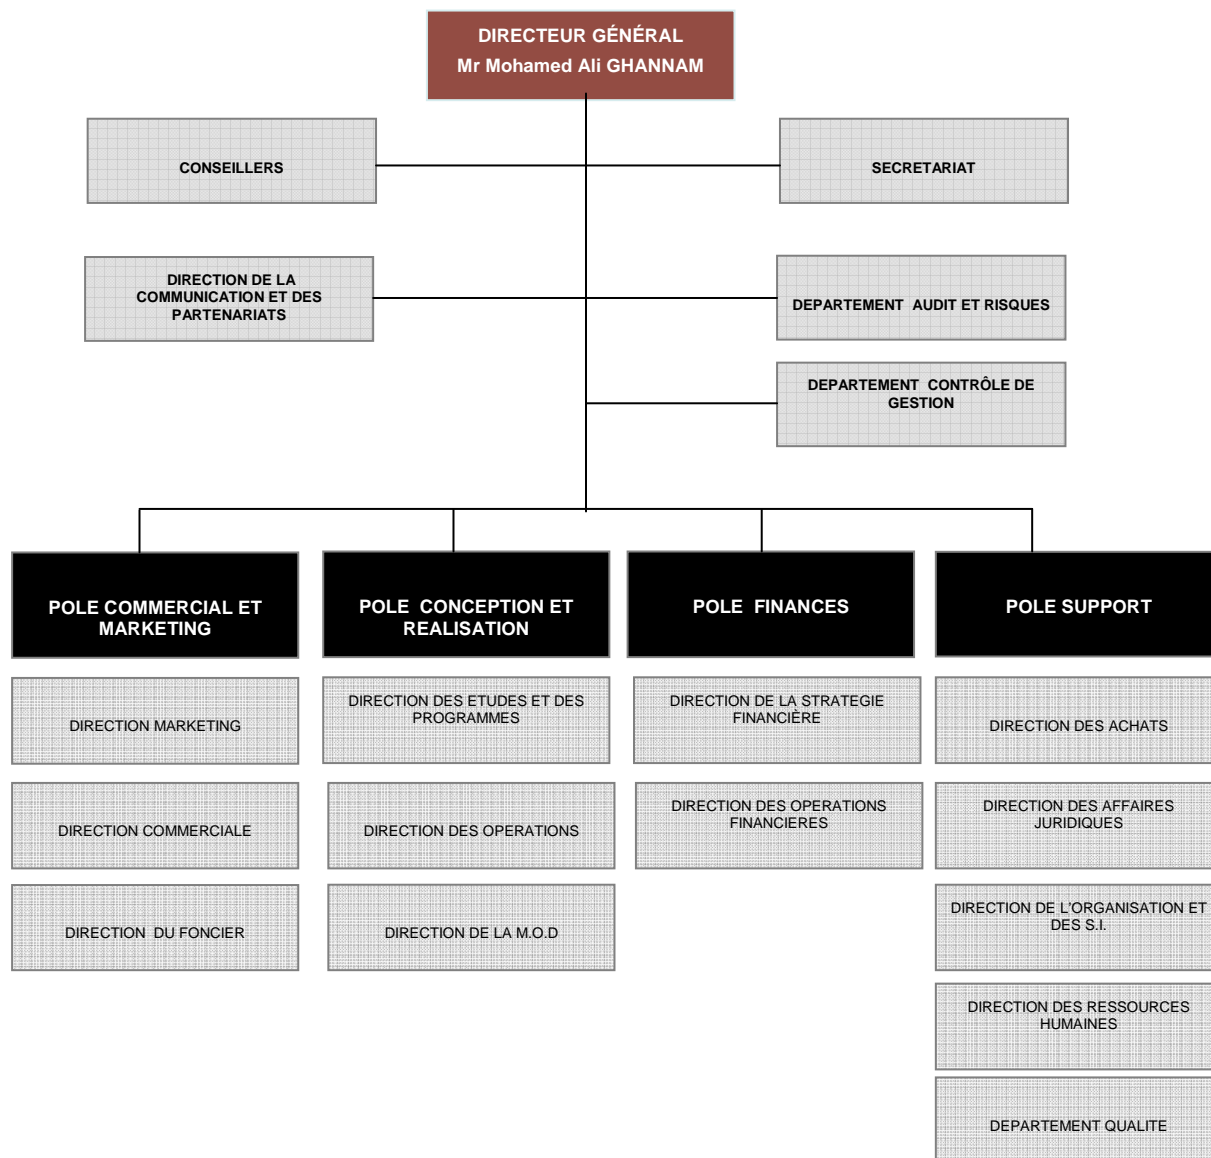 DIRECTEUR GÉNÉRAL
Mr Mohamed Ali GHANNAM
CONSEILLERS
SECRETARIAT
DIRECTION DE LA
COMMUNICATION ET DES
PARTENARIATS
DEPARTEMENT AUDIT ET RISQUES
DEPARTEMENT CONTRÔLE DE
GESTION
POLE COMMERCIAL ET
MARKETING
POLE CONCEPTION ET
REALISATION
POLE FINANCES
POLE SUPPORT
DIRECTION MARKETING
DIRECTION COMMERCIALE
DIRECTION DU FONCIER
DIRECTION DES ETUDES ET DES
PROGRAMMES
DIRECTION DES OPERATIONS
DIRECTION DE LA M.O.D
DIRECTION DE LA STRATEGIE
FINANCIÈRE
DIRECTION DES OPERATIONS
FINANCIERES
DIRECTION DES ACHATS
DIRECTION DES AFFAIRES
JURIDIQUES
DIRECTION DE L'ORGANISATION ET
DES S.I.
DIRECTION DES RESSOURCES
HUMAINES
DEPARTEMENT QUALITE